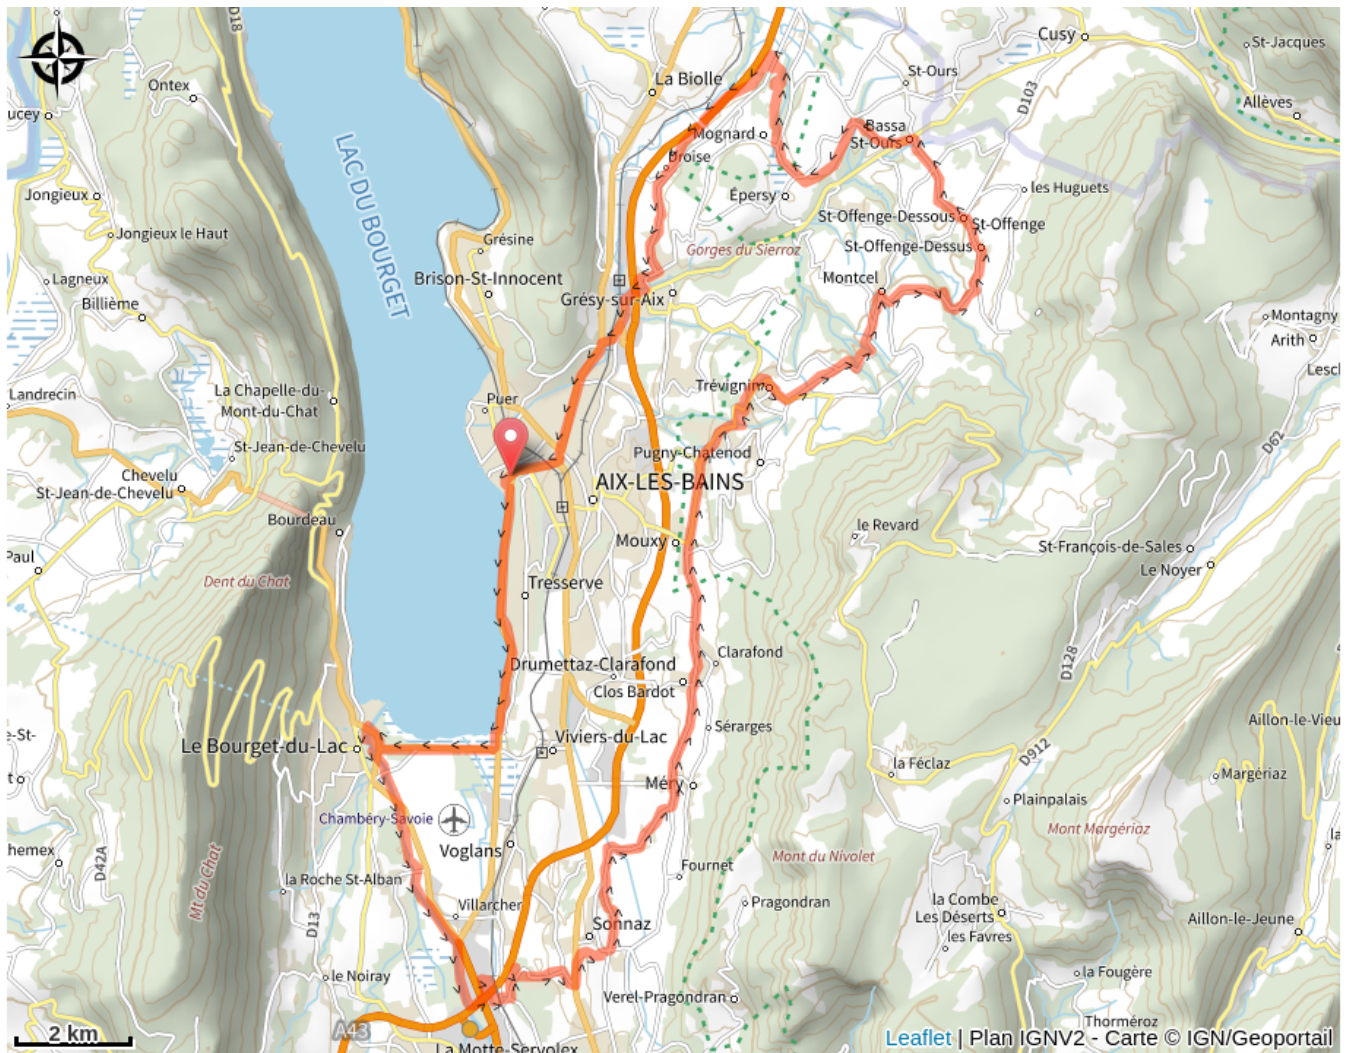 D18
Cusy
St-Jacques
La Biolle
St-Ours
Ontex
D103
Allèves
ucey
Mognard
Bassa
St-Ours
Droise
LAC DU BOURGET
Jongieux
Épersy
les Huguets
St-Offenge-Dessous
St-Offenge
Jongieux le Haut
Grésine
St-Offenge-Dessus
Gorges du Sierroz
Lagneux
Brison-St-Innocent
Montcel
Billième
Grésy-sur-Aix
Montagny
Arith
Lescl
Landrecin
La Chapelle-du-
Mont-du-Chat
Trévignin
Puer
St-Jean-de-Chevelu
Pugny-Chatenod
D61
Chevelu
St-Jean-de-Chevelu
AIX-LES-BAINS
Bourdeau
le Revard
Mouxy
St-François-de-Sales
Paul
Le Noyer
Dent du Chat
Tresserve
Clarafond
D128
Drumettaz-Clarafond
Clos Bardot
Aillon-le-Vieu
e-St-
Sérarges
Viviers-du-Lac
Le Bourget-du-Lac
D912
la Féclaz
t
Méry
Margériaz
Plainpalais
Chambéry-Savoie
Mont Margériaz
la
hemex
Voglans
D42A
Mont du Nivolet
Fournet
la Roche St-Alban
Mt du Chat
Villarcher
Pragondran
la Combe
Les Déserts
D13
Sonnaz
les Favres
Aillon-le-Jeune
le Noiray
la Fougère
Verel-Pragondran
2 km
A43
Thorméroz
La Motte-Servolex
Leaflet | Plan IGNV2 - Carte © IGN/Geoportail